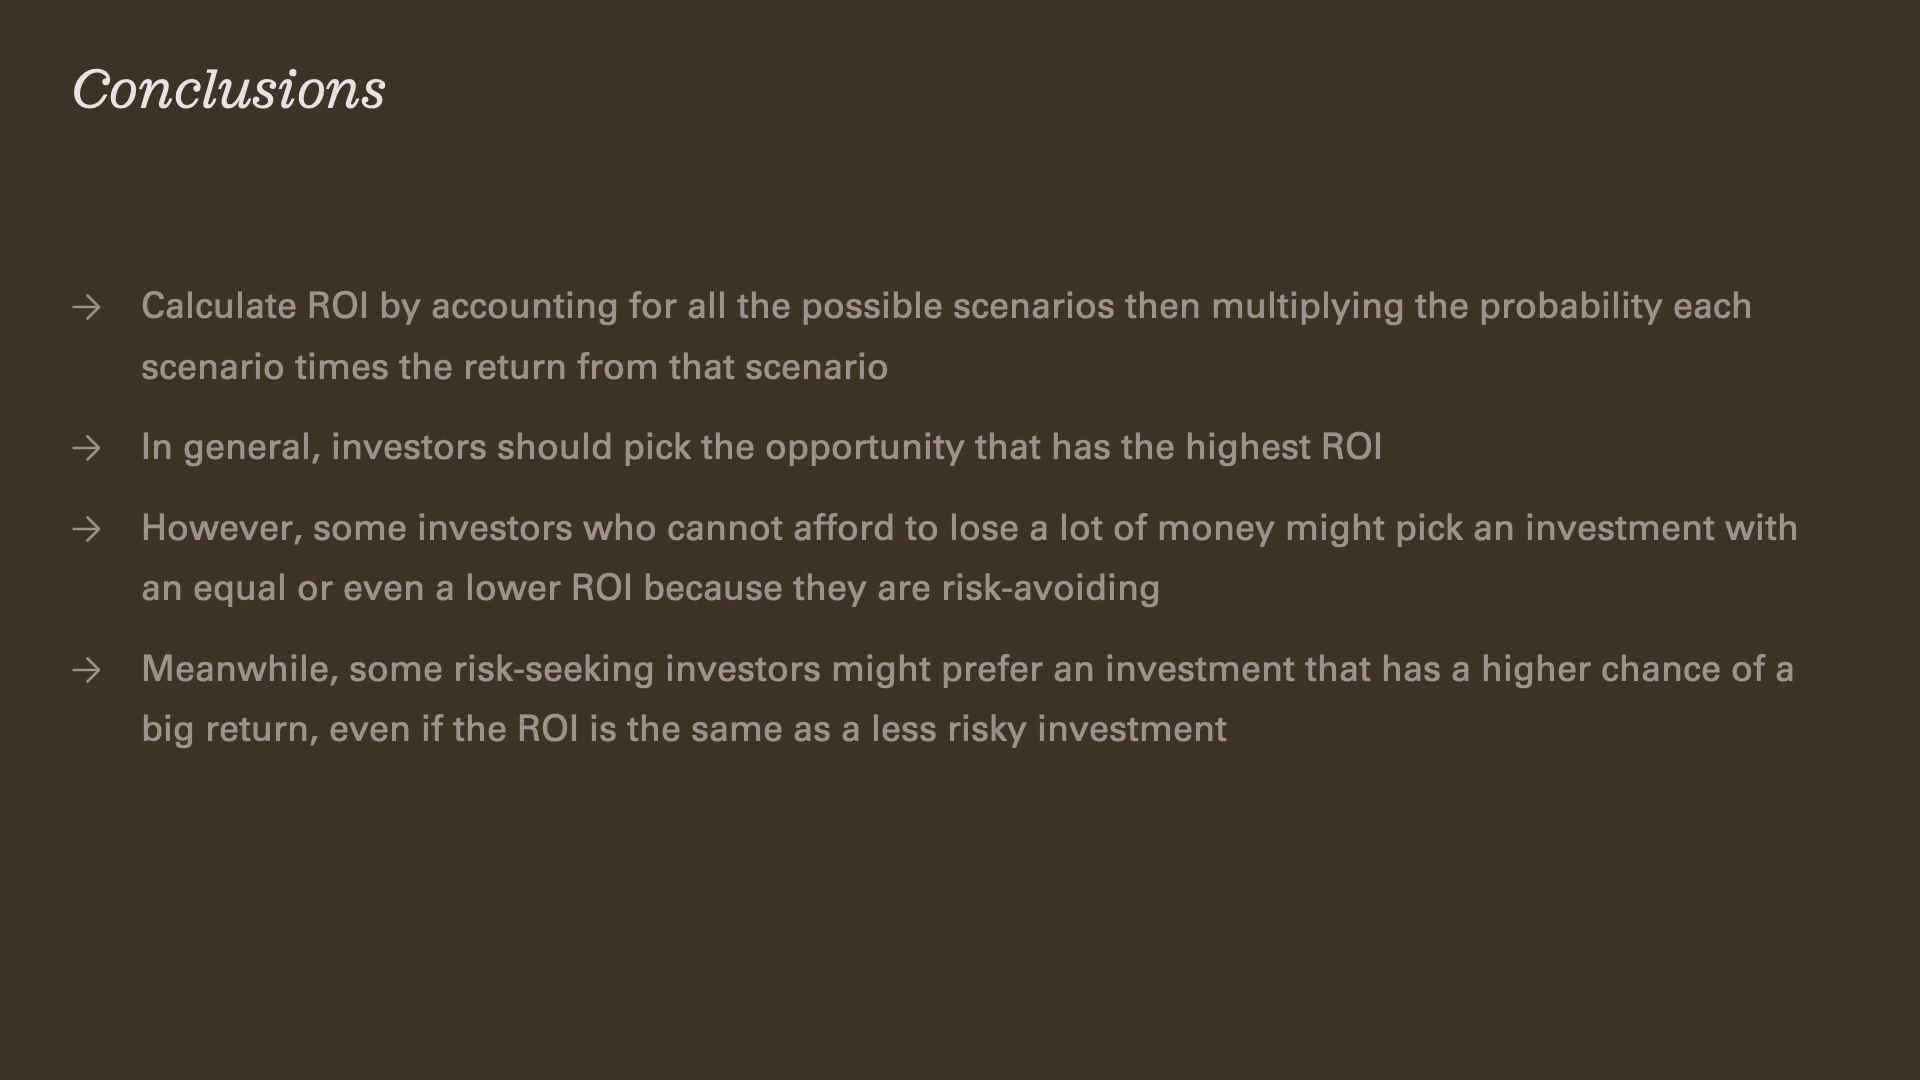 Conclusions
→ Calculate ROI by accounting for all the possible scenarios then multiplying the probability each
scenario times the return from that scenario
→ In general, investors should pick the opportunity that has the highest ROI
→ However, some investors who cannot afford to lose a lot of money might pick an investment with
an equal or even a lower ROI because they are risk-avoiding
→ Meanwhile, some risk-seeking investors might prefer an investment that has a higher chance of a
big return, even if the ROI is the same as a less risky investment